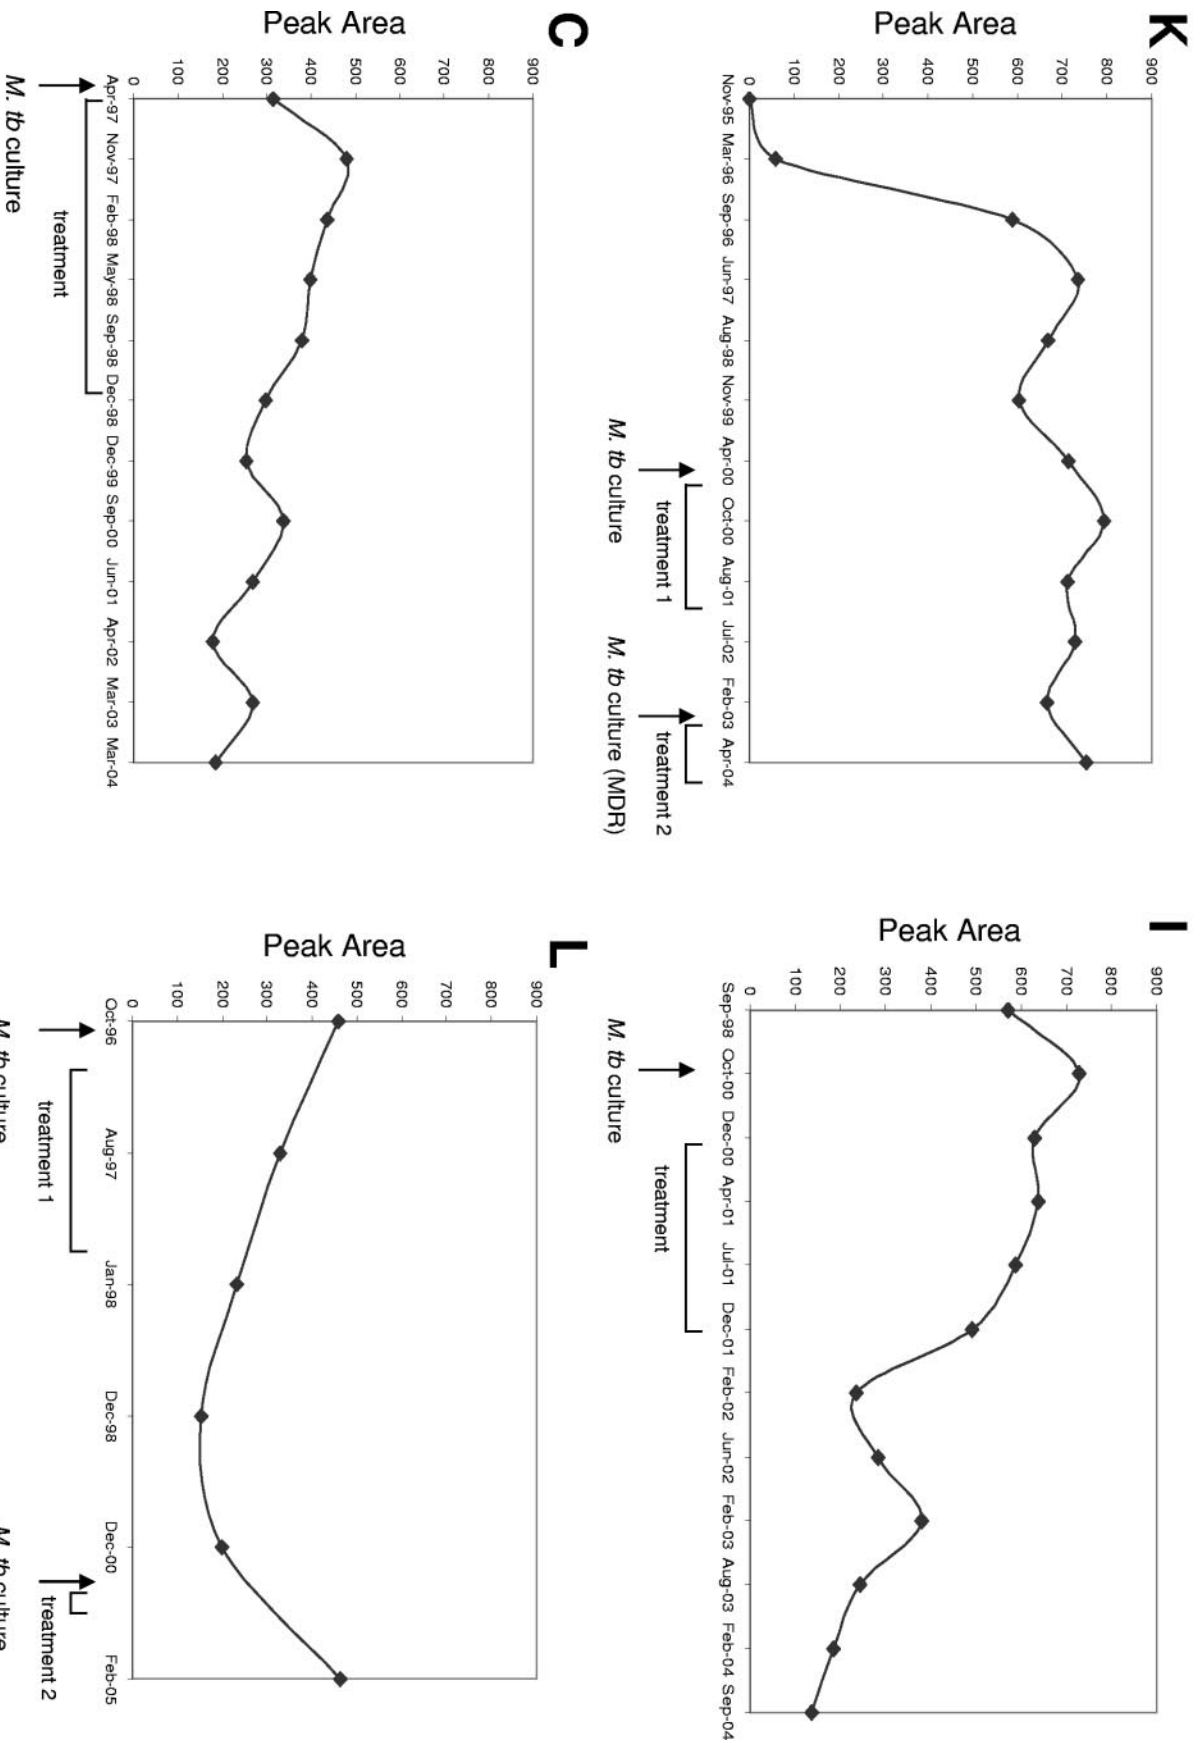 K
Peak Area
900
800
700
600
500
400
300
200
100
0
Nov-95 Mar-96 Sep-96 Jun-97 Aug-98 Nov-99 Apr-00 Oct-00 Aug-01 Jul-02 Feb-03 Apr-04
treatment 1
treatment 2
M. tb culture
M. tb culture (MDR)
I
Peak Area
900
800
700
600
500
400
300
200
100
0
Sep-98 Oct-00 Dec-00 Apr-01 Jul-01 Dec-01 Feb-02 Jun-02 Feb-03 Aug-03 Feb-04 Sep-04
treatment
M. tb culture
C
Peak Area
900
800
700
600
500
400
300
200
100
0
Apr-97 Nov-97 Feb-98 May-98 Sep-98 Dec-98 Dec-99 Sep-00 Jun-01 Apr-02 Mar-03 Mar-04
treatment
M. tb culture
L
Peak Area
900
800
700
600
500
400
300
200
100
0
Oct-96 Aug-97 Jan-98 Dec-98 Dec-00 Feb-05
treatment 1
treatment 2
M. tb culture
M. tb culture